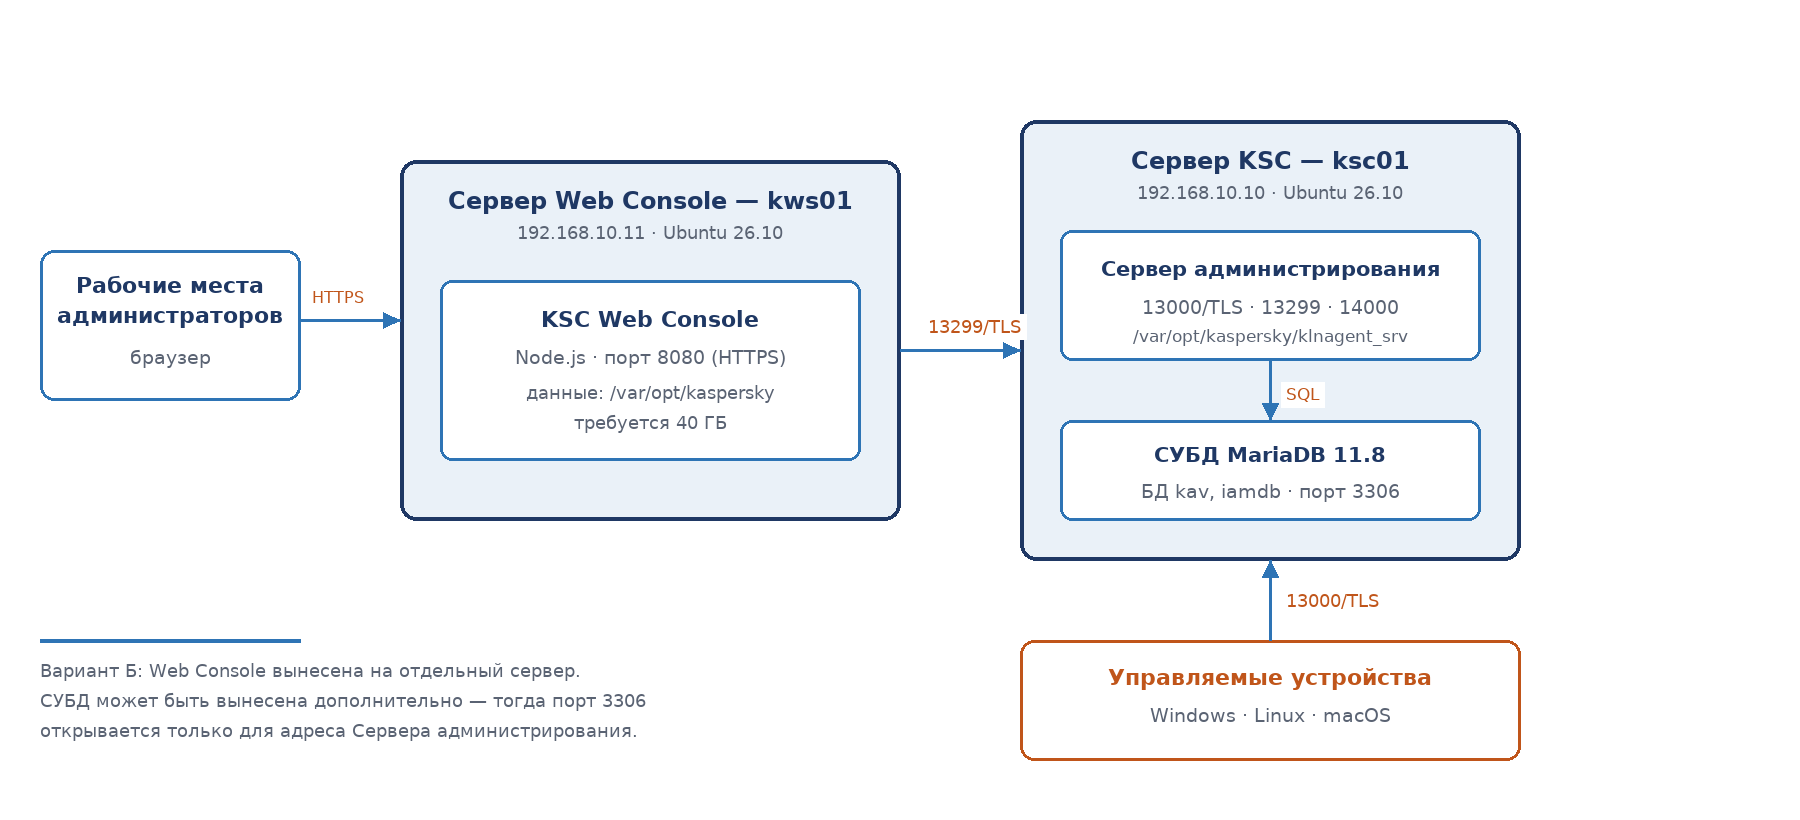 Рабочие места
администраторов
браузер
HTTPS
Сервер Web Console — kws01
192.168.10.11 · Ubuntu 26.10
KSC Web Console
Node.js · порт 8080 (HTTPS)
данные: /var/opt/kaspersky
требуется 40 ГБ
13299/TLS
Сервер KSC — ksc01
192.168.10.10 · Ubuntu 26.10
Сервер администрирования
13000/TLS · 13299 · 14000
/var/opt/kaspersky/klnagent_srv
SQL
СУБД MariaDB 11.8
БД kav, iamdb · порт 3306
13000/TLS
Управляемые устройства
Windows · Linux · macOS
Вариант Б: Web Console вынесена на отдельный сервер.
СУБД может быть вынесена дополнительно — тогда порт 3306
открывается только для адреса Сервера администрирования.